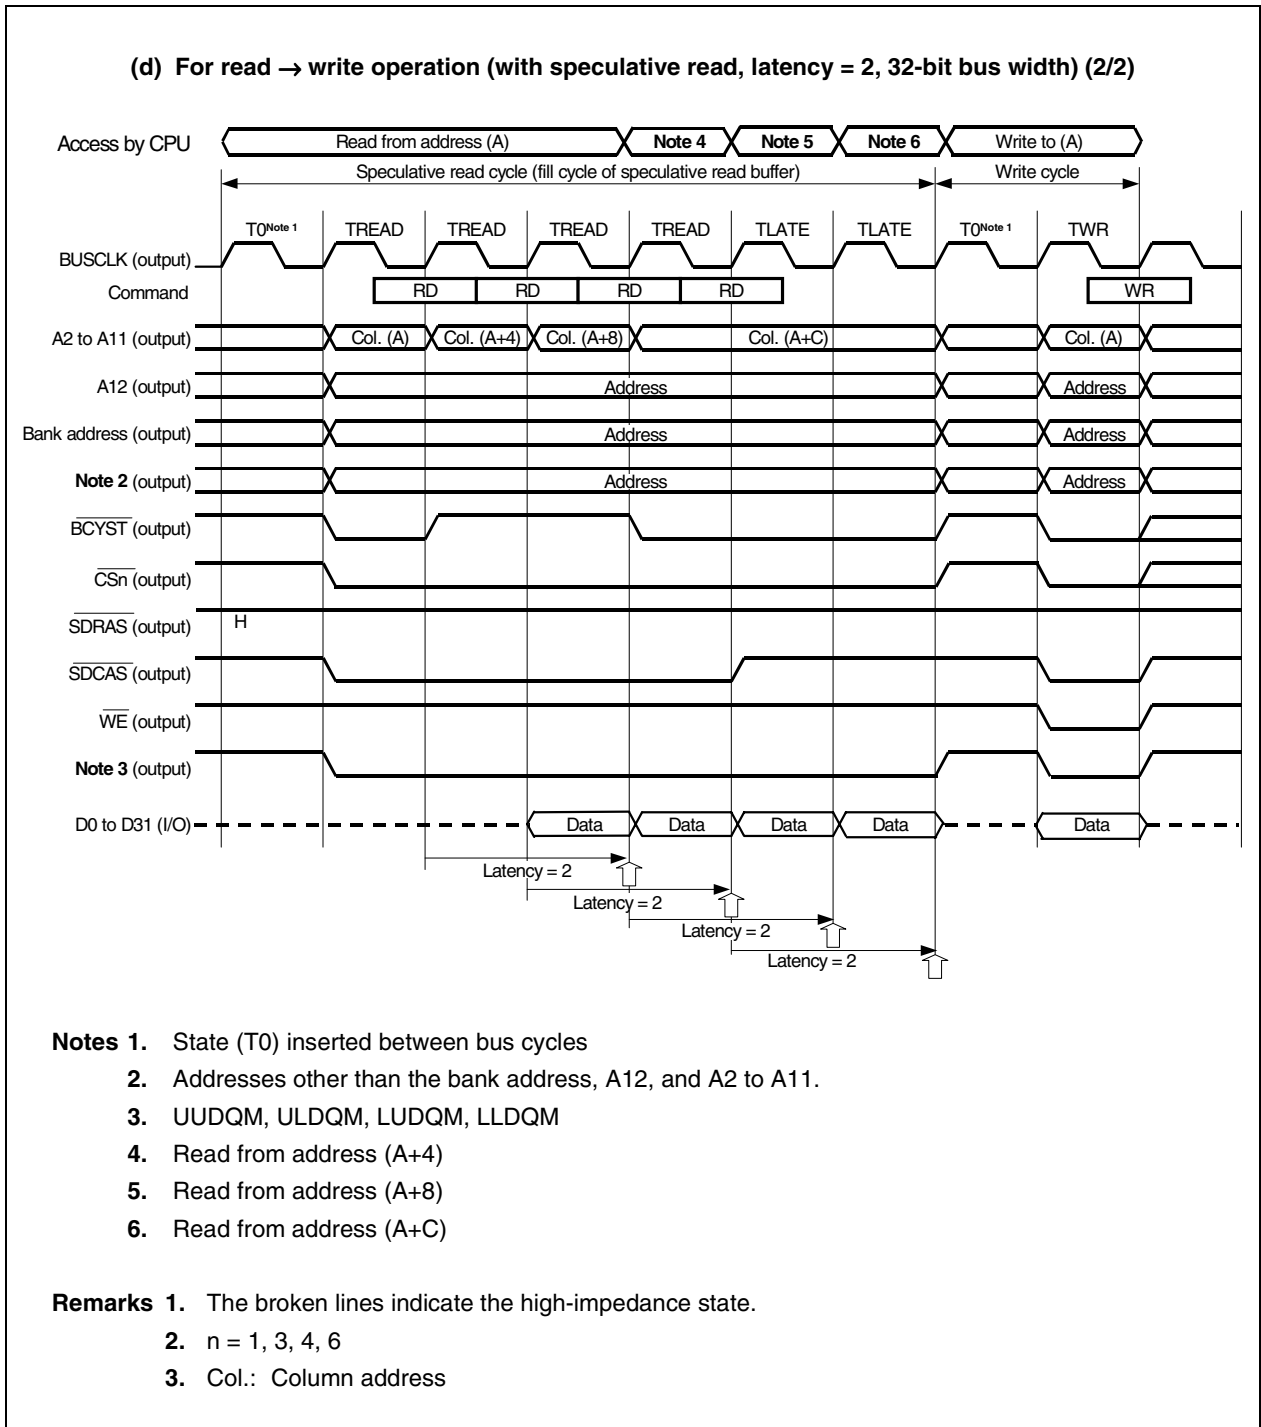 (d) For read → write operation (with speculative read, latency = 2, 32-bit bus width) (2/2)
Access by CPU Read from address (A) Note 4 Note 5 Note 6 Write to (A)
Speculative read cycle (fill cycle of speculative read buffer) Write cycle
T0Note 1 TREAD TREAD TREAD TREAD TLATE TLATE T0Note 1 TWR
BUSCLK (output)
Command RD RD RD RD WR
A2 to A11 (output) Col. (A) Col. (A+4) Col. (A+8) Col. (A+C) Col. (A)
A12 (output) Address Address
Bank address (output) Address Address
Note 2 (output) Address Address
BCYST (output)
CSn (output)
SDRAS (output) H
SDCAS (output)
WE (output)
Note 3 (output)
D0 to D31 (I/O) Data Data Data Data Data
Latency = 2
Latency = 2
Latency = 2
Latency = 2
Notes 1. State (T0) inserted between bus cycles
2. Addresses other than the bank address, A12, and A2 to A11.
3. UUDQM, ULDQM, LUDQM, LLDQM
4. Read from address (A+4)
5. Read from address (A+8)
6. Read from address (A+C)
Remarks 1. The broken lines indicate the high-impedance state.
2. n = 1, 3, 4, 6
3. Col.: Column address